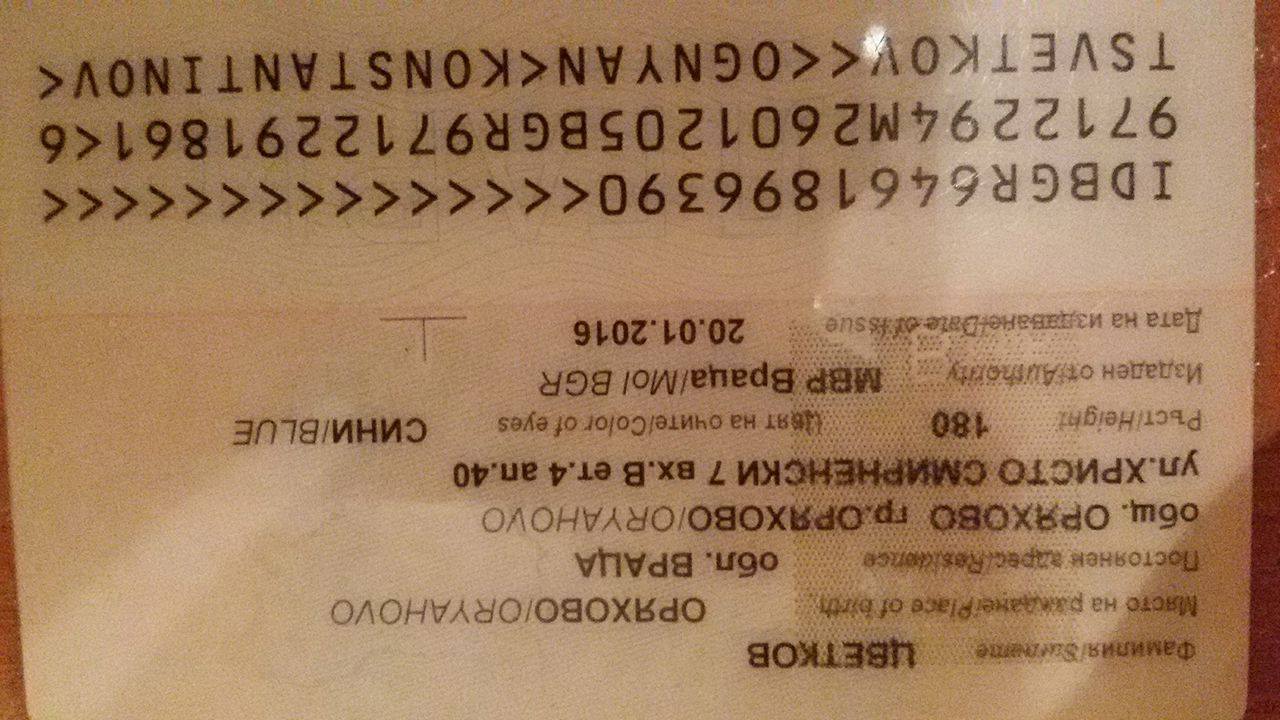 Фамилия/Surname ЦВЕТКОВ
Място на раждане/Place of birth ОРЯХОВО/ORYAHOVO
Постоянен адрес/Residence обл. ВРАЦА
общ. ОРЯХОВО гр.ОРЯХОВО/ORYAHOVO
ул.ХРИСТО СМИРНЕНСКИ 7 вх.В ет.4 ап.40
Ръст/Height 180 Цвят на очите/Color of eyes СИНИ/BLUE
Издаден от/Authority МВР Враца/MoI BGR
Дата на издаване/Date of issue 20.01.2016
IDBGR6461896390<<<<<<<<<<<<<<<
9712294M2601205BGR9712291861<6
TSVETKOV<<OGNYAN<KONSTANTINOV<